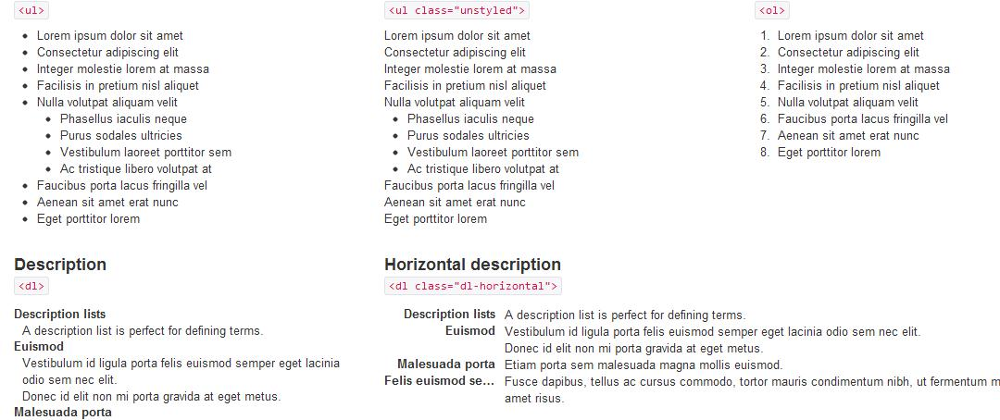 <ul>
• Lorem ipsum dolor sit amet
• Consectetur adipiscing elit
• Integer molestie lorem at massa
• Facilisis in pretium nisl aliquet
• Nulla volutpat aliquam velit
• Phasellus iaculis neque
• Purus sodales ultricies
• Vestibulum laoreet porttitor sem
• Ac tristique libero volutpat at
• Faucibus porta lacus fringilla vel
• Aenean sit amet erat nunc
• Eget porttitor lorem
<ul class="unstyled">
Lorem ipsum dolor sit amet
Consectetur adipiscing elit
Integer molestie lorem at massa
Facilisis in pretium nisl aliquet
Nulla volutpat aliquam velit
• Phasellus iaculis neque
• Purus sodales ultricies
• Vestibulum laoreet porttitor sem
• Ac tristique libero volutpat at
Faucibus porta lacus fringilla vel
Aenean sit amet erat nunc
Eget porttitor lorem
<ol>
1. Lorem ipsum dolor sit amet
2. Consectetur adipiscing elit
3. Integer molestie lorem at massa
4. Facilisis in pretium nisl aliquet
5. Nulla volutpat aliquam velit
6. Faucibus porta lacus fringilla vel
7. Aenean sit amet erat nunc
8. Eget porttitor lorem
Description
<dl>
Description lists
A description list is perfect for defining terms.
Euismod
Vestibulum id ligula porta felis euismod semper eget lacinia
odio sem nec elit.
Donec id elit non mi porta gravida at eget metus.
Malesuada porta
Horizontal description
<dl class="dl-horizontal">
Description lists A description list is perfect for defining terms.
Euismod Vestibulum id ligula porta felis euismod semper eget lacinia odio sem nec elit.
Donec id elit non mi porta gravida at eget metus.
Malesuada porta Etiam porta sem malesuada magna mollis euismod.
Felis euismod se... Fusce dapibus, tellus ac cursus commodo, tortor mauris condimentum nibh, ut fermentum
amet risus.